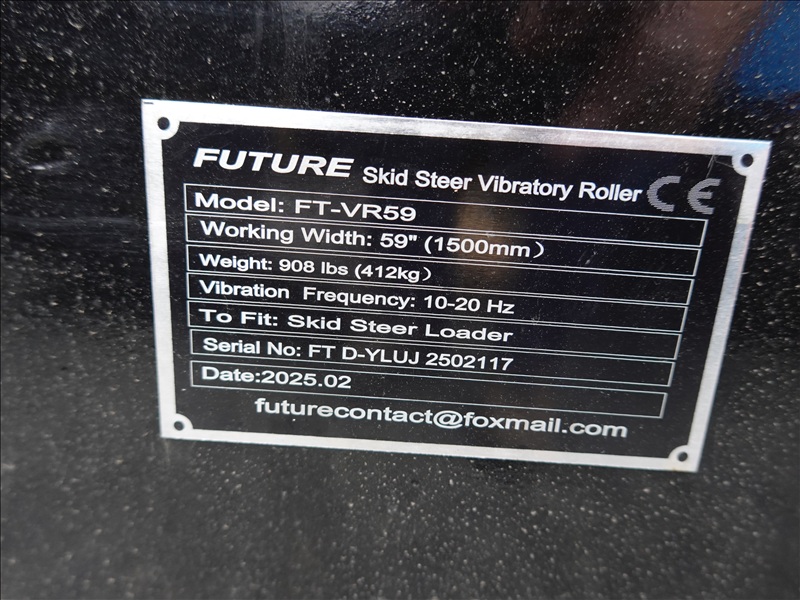 FUTURE Skid Steer Vibratory Roller CE
Model: FT-VR59
Working Width: 59" (1500mm）
Weight: 908 lbs (412kg）
Vibration Frequency: 10-20 Hz
To Fit: Skid Steer Loader
Serial No: FT D-YLUJ 2502117
Date:2025.02
futurecontact@foxmail.com